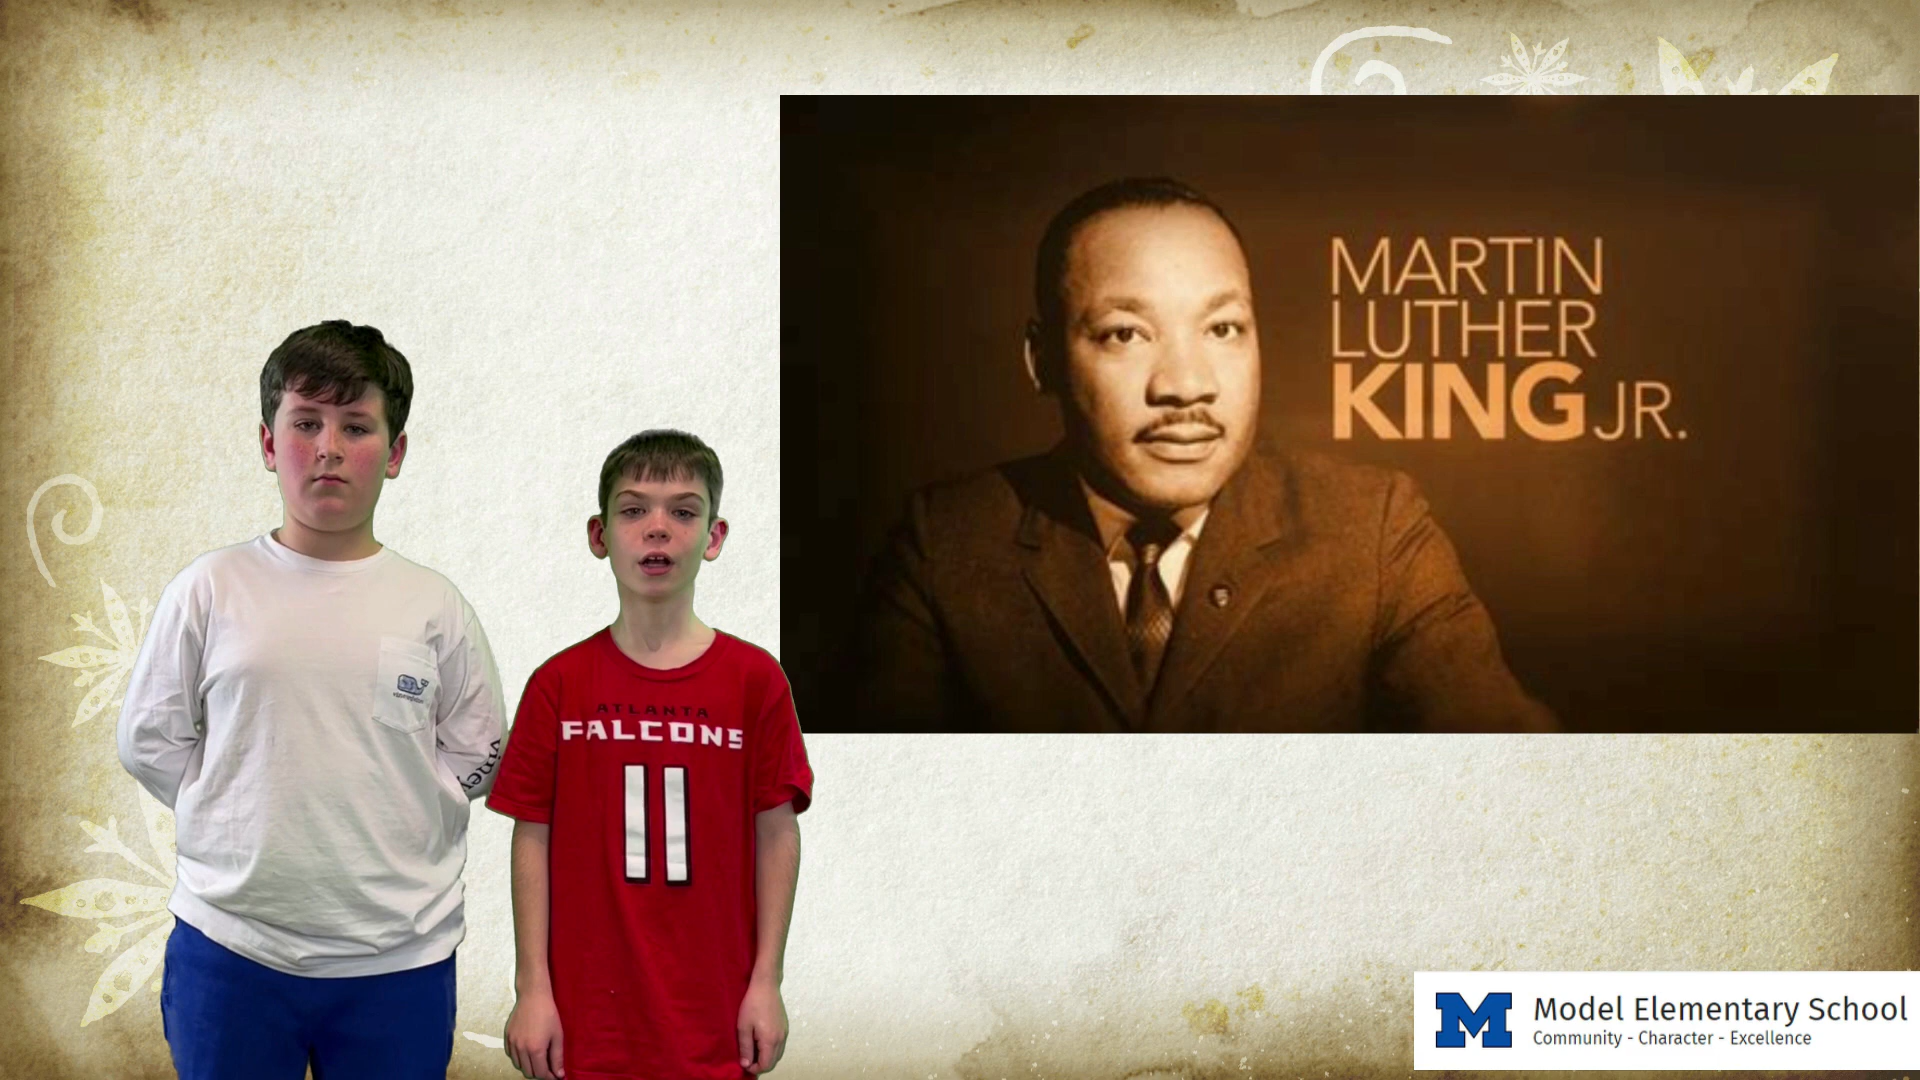 MARTIN
LUTHER
KING JR.
ATLANTA
FALCONS
11
M Model Elementary School
Community - Character - Excellence